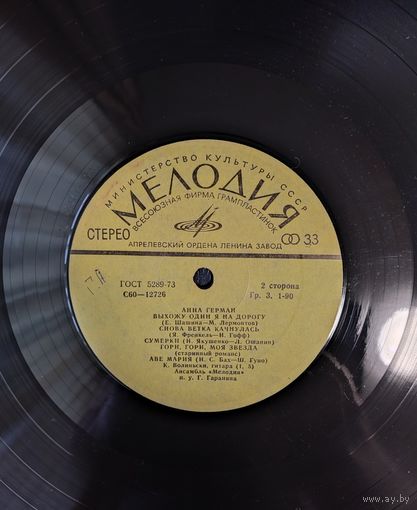 МИНИСТЕРСТВО КУЛЬТУРЫ СССР
МЕЛОДИЯ
ВСЕСОЮЗНАЯ ФИРМА ГРАМПЛАСТИНОК
СТЕРЕО
33
АПРЕЛЕВСКИЙ ОРДЕНА ЛЕНИНА ЗАВОД
ГОСТ 5289-73
2 сторона
С60—12726
Гр. 3. 1-90
АННА ГЕРМАН
ВЫХОЖУ ОДИН Я НА ДОРОГУ
(Е. Шашина—М. Лермонтов)
СНОВА ВЕТКА КАЧНУЛАСЬ
(Я. Френкель—И. Гофф)
СУМЕРКИ (И. Якушенко—Л. Ошанин)
ГОРИ, ГОРИ, МОЯ ЗВЕЗДА
(старинный романс)
АВЕ МАРИЯ (И. С. Бах—Ш. Гуно)
К. Волиньски, гитара (1, 5)
Ансамбль «Мелодия»
п. у. Г. Гараняна
www.ay.by